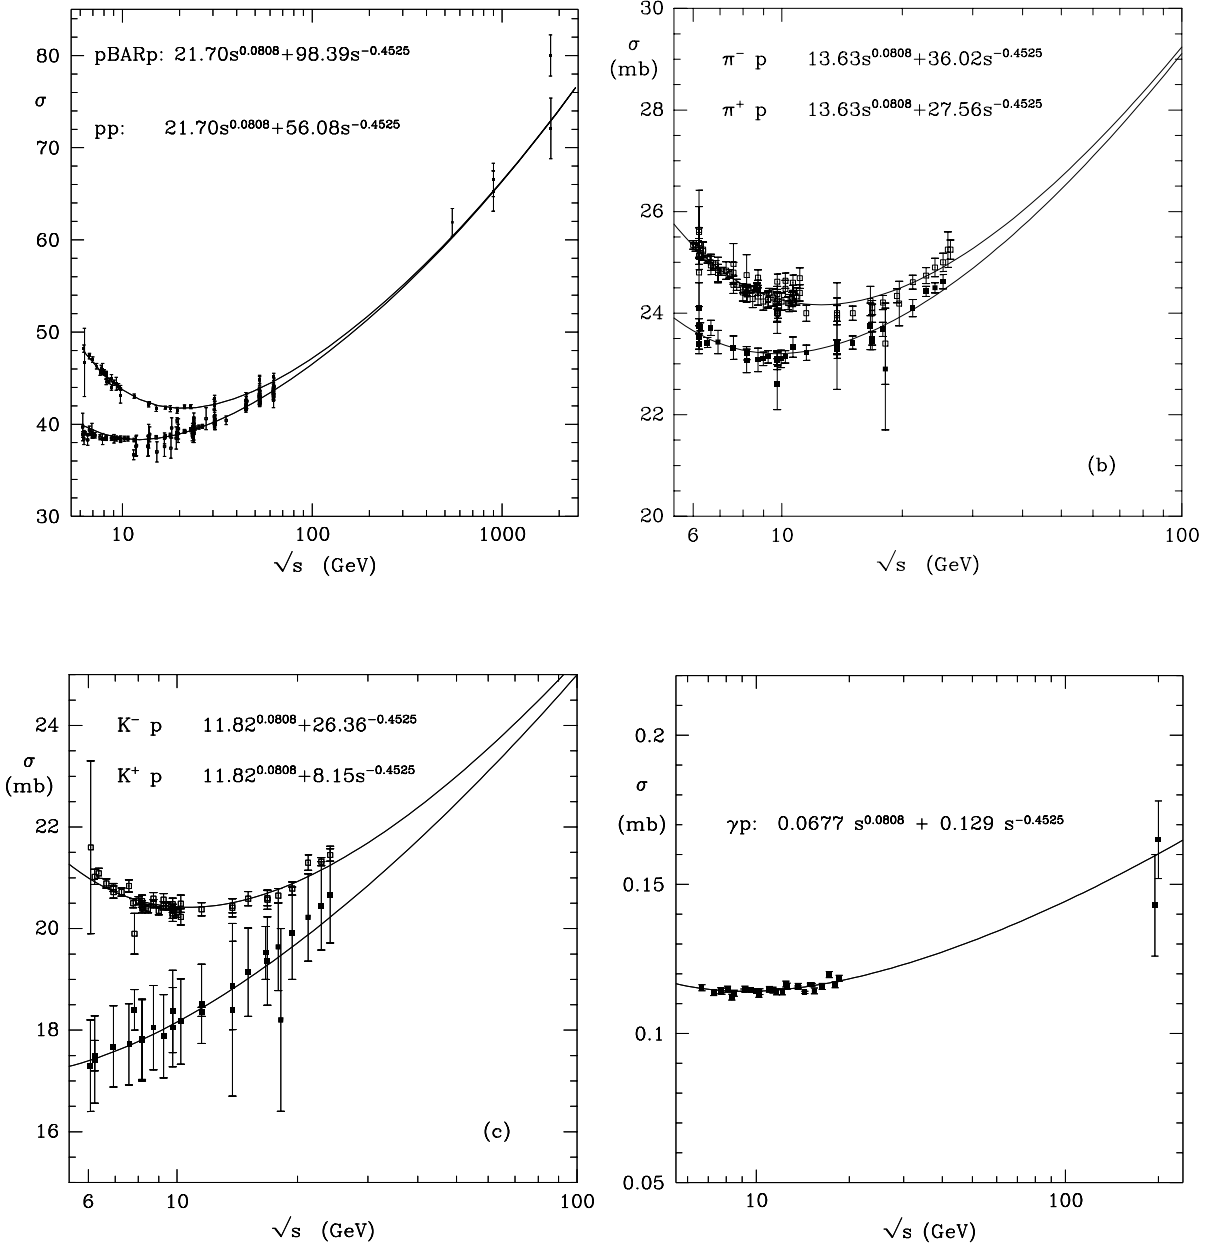 80
70
60
50
40
30
σ
pBARp: 21.70s^0.0808+98.39s^-0.4525
pp: 21.70s^0.0808+56.08s^-0.4525
10 100 1000
√s (GeV)
30
28
26
24
22
20
σ
(mb)
π^- p 13.63s^0.0808+36.02s^-0.4525
π^+ p 13.63s^0.0808+27.56s^-0.4525
(b)
6 10 100
√s (GeV)
24
22
20
18
16
σ
(mb)
K^- p 11.82^0.0808+26.36^-0.4525
K^+ p 11.82^0.0808+8.15s^-0.4525
(c)
6 10 100
√s (GeV)
0.2
0.15
0.1
0.05
σ
(mb)
γp: 0.0677 s^0.0808 + 0.129 s^-0.4525
10 100
√s (GeV)